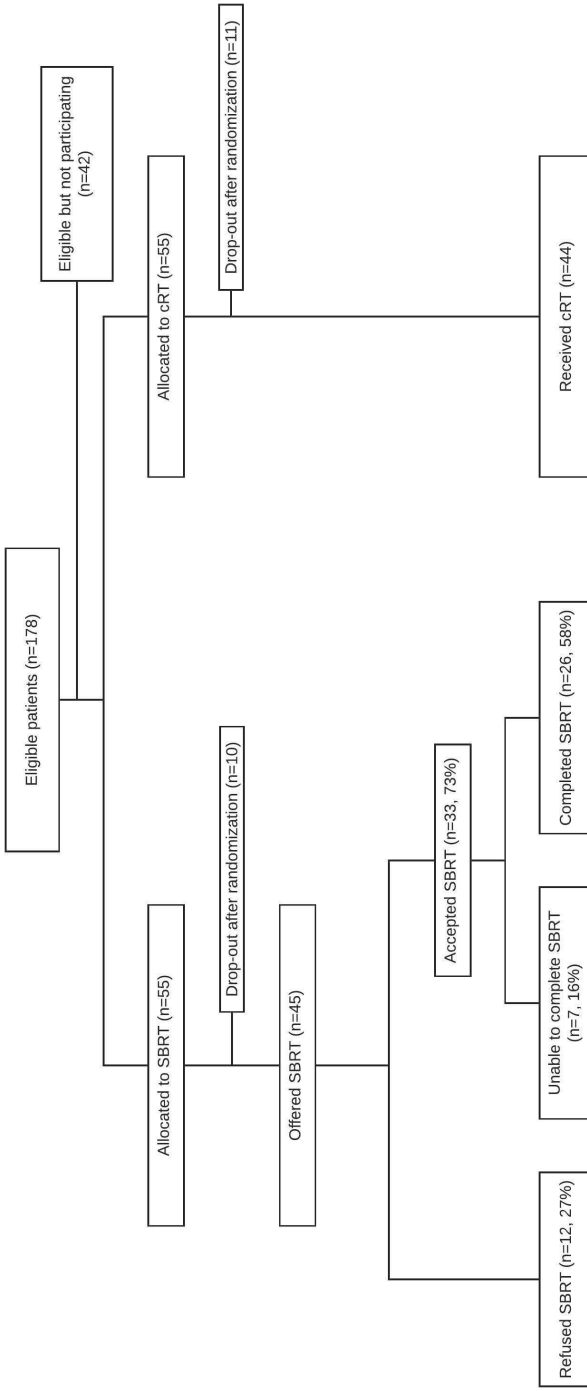 Eligible patients (n=178)
Eligible but not participating
(n=42)
Allocated to SBRT (n=55)
Allocated to cRT (n=55)
Drop-out after randomization (n=10)
Drop-out after randomization (n=11)
Offered SBRT (n=45)
Accepted SBRT (n=33, 73%)
Refused SBRT (n=12, 27%)
Unable to complete SBRT
(n=7, 16%)
Completed SBRT (n=26, 58%)
Received cRT (n=44)